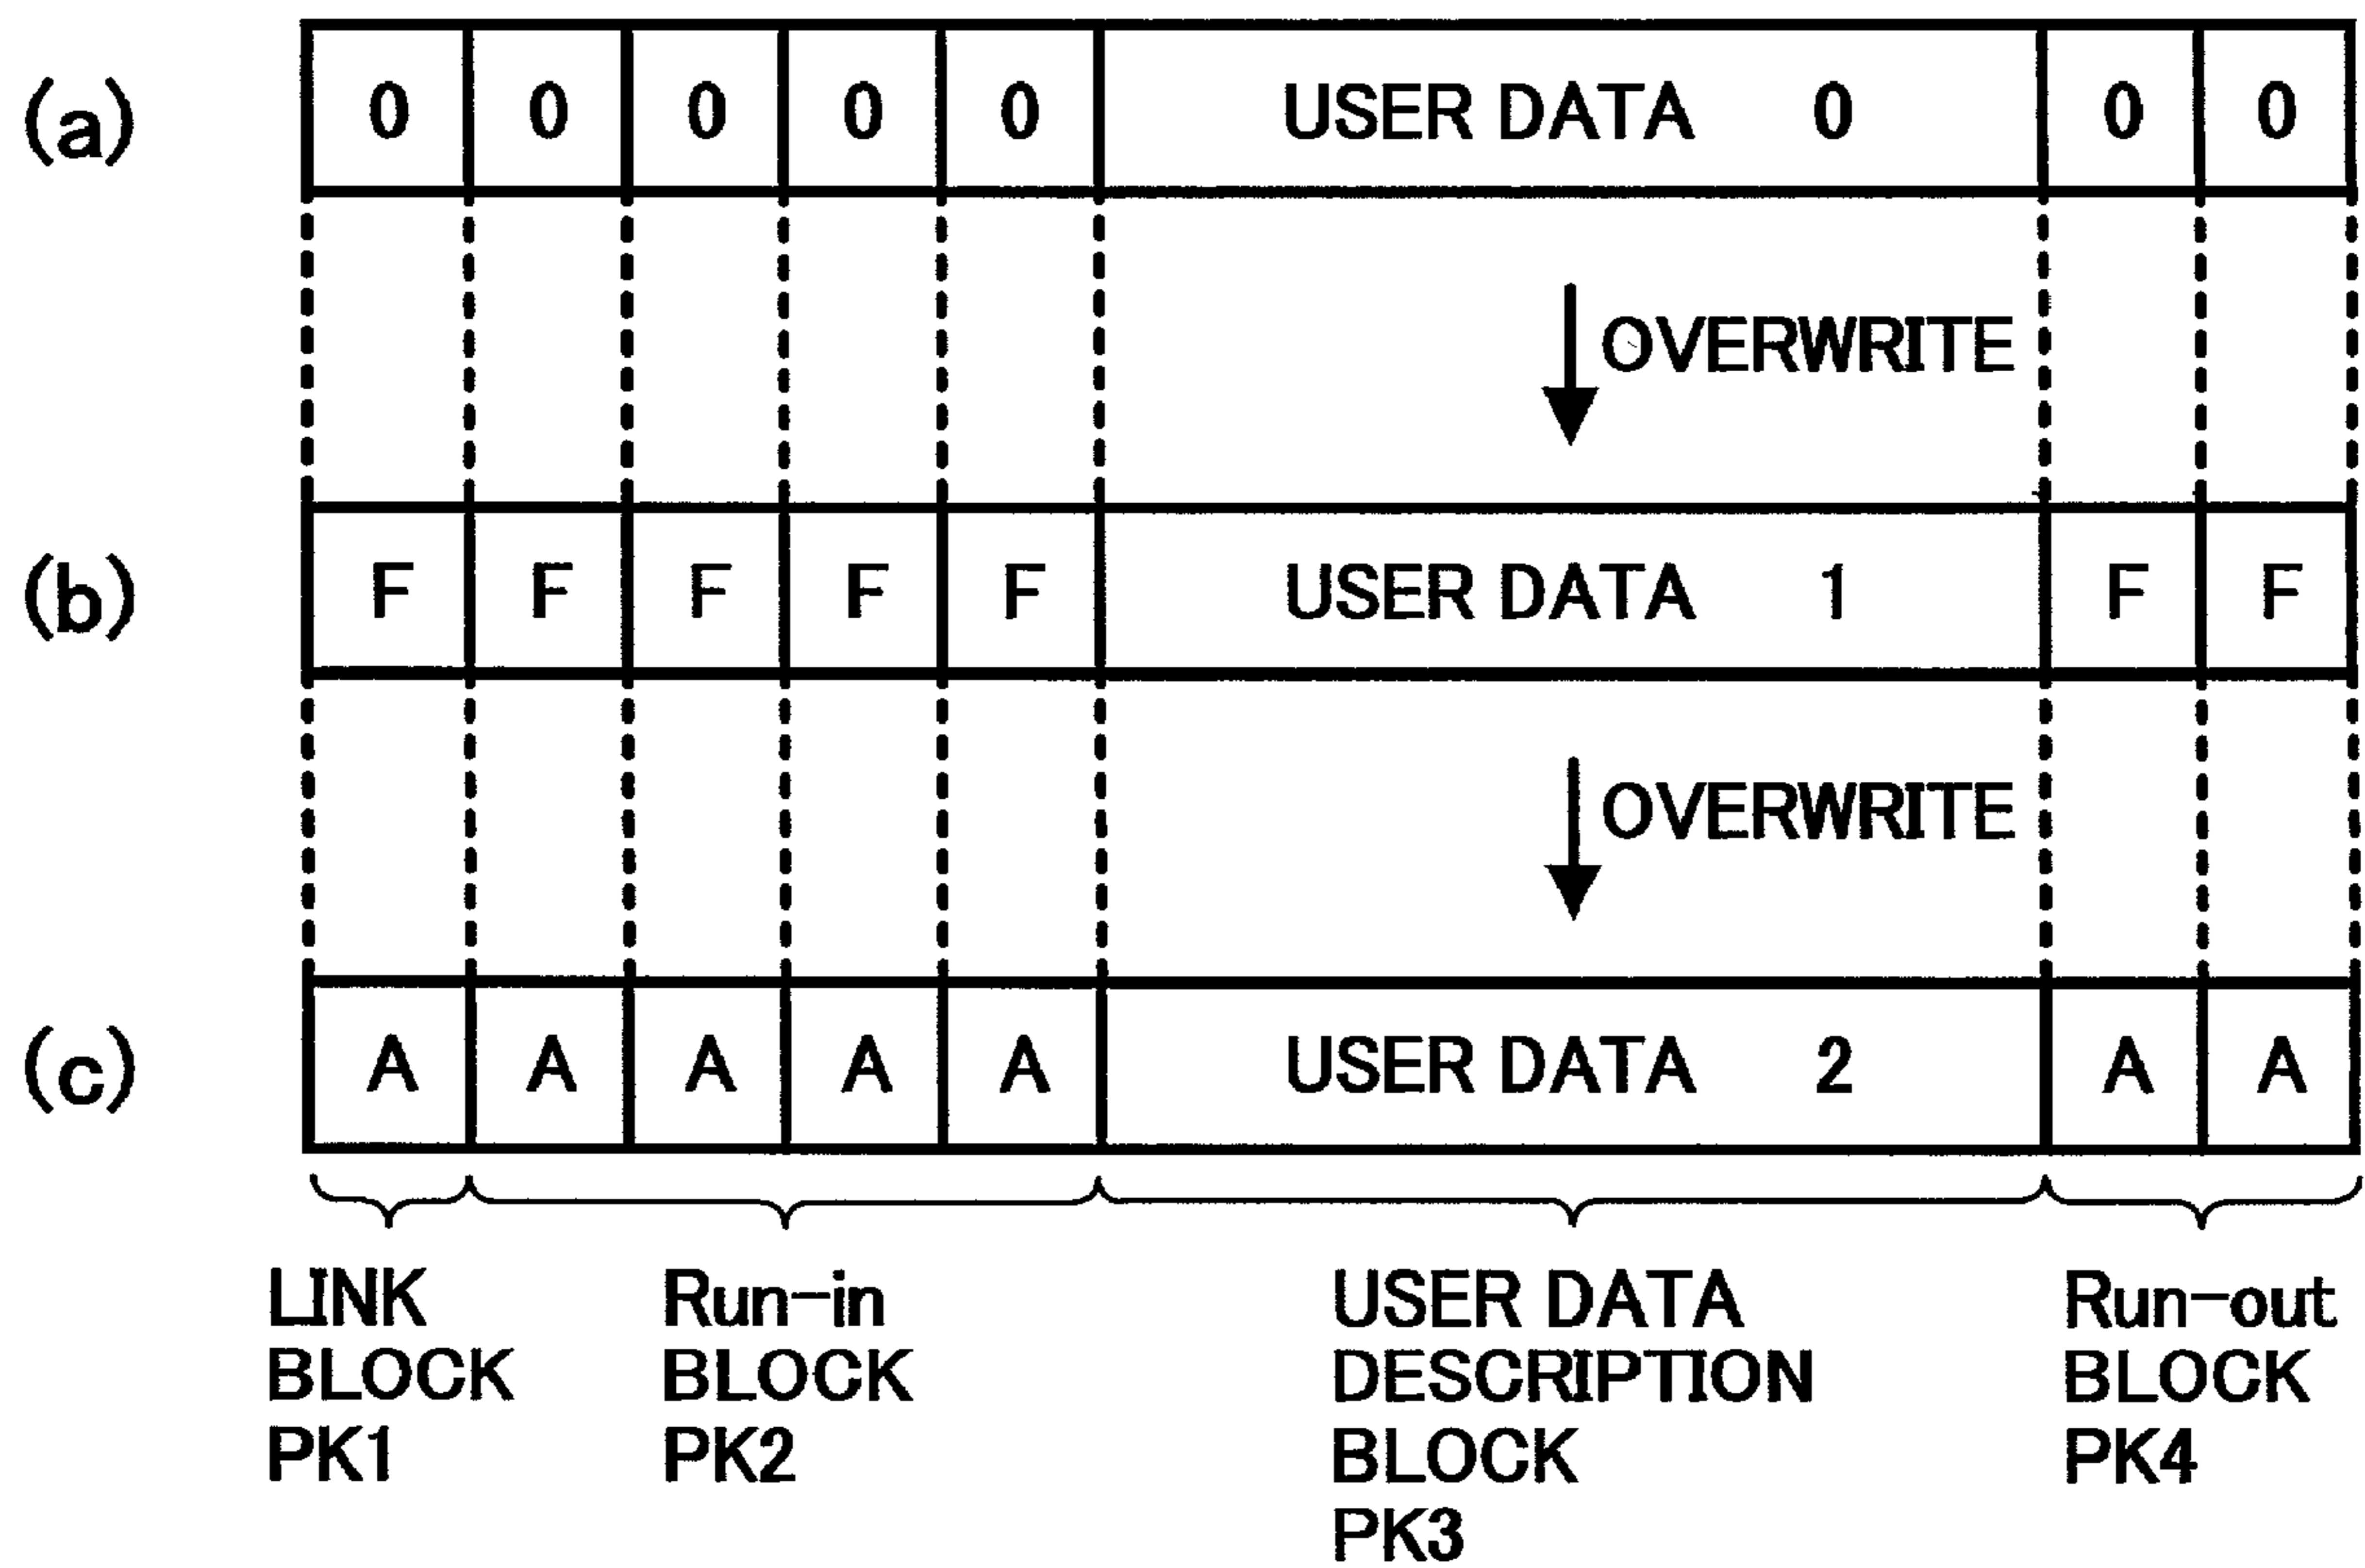 (a) 0 0 0 0 0 USER DATA 0 0 0
OVERWRITE
(b) F F F F F USER DATA 1 F F
OVERWRITE
(c) A A A A A USER DATA 2 A A
LINK
BLOCK
PK1
Run-in
BLOCK
PK2
USER DATA
DESCRIPTION
BLOCK
PK3
Run-out
BLOCK
PK4